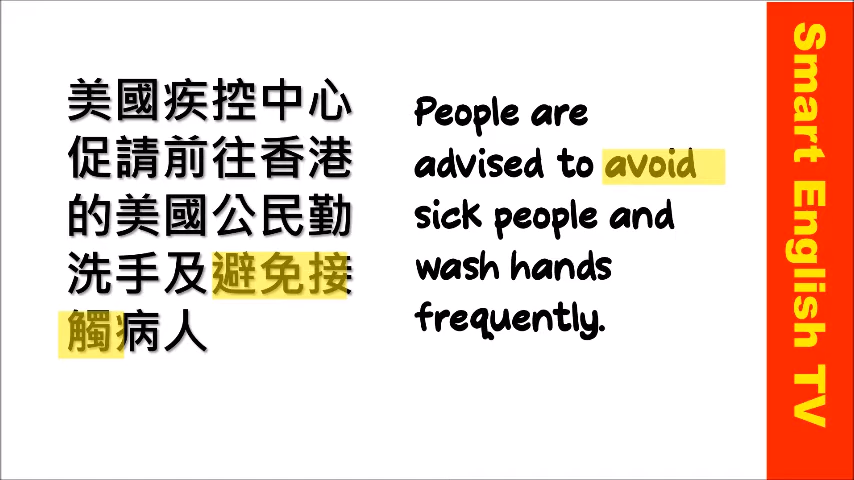 美國疾控中心
促請前往香港
的美國公民勤
洗手及避免接
觸病人
People are
advised to avoid
sick people and
wash hands
frequently.
Smart English TV